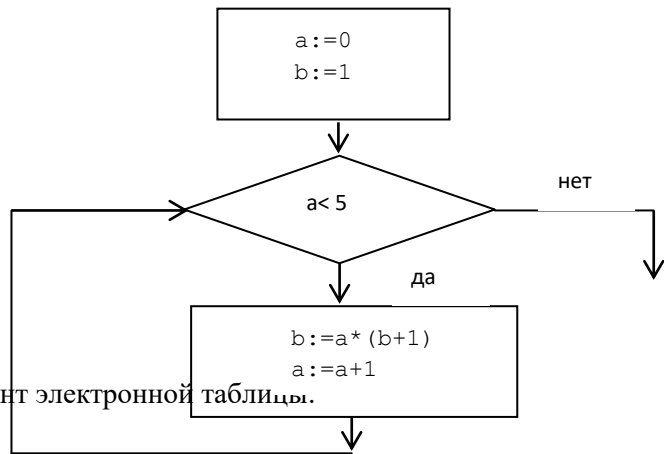 a:=0
b:=1
a< 5
нет
да
b:=a*(b+1)
a:=a+1
нт электронной таблицы.